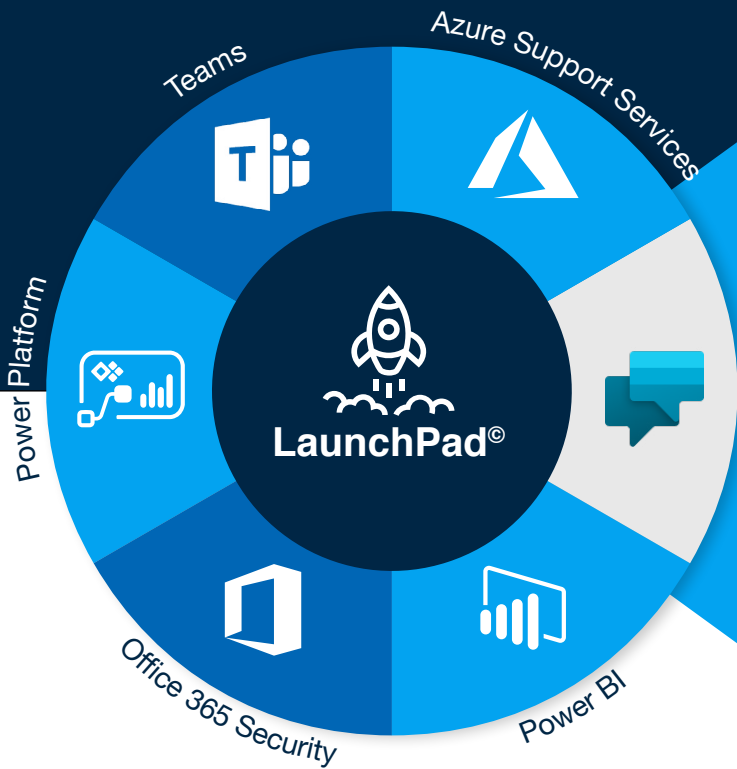 Teams
Azure Support Services
T
Power Platform
LaunchPad©
Office 365 Security
Power BI